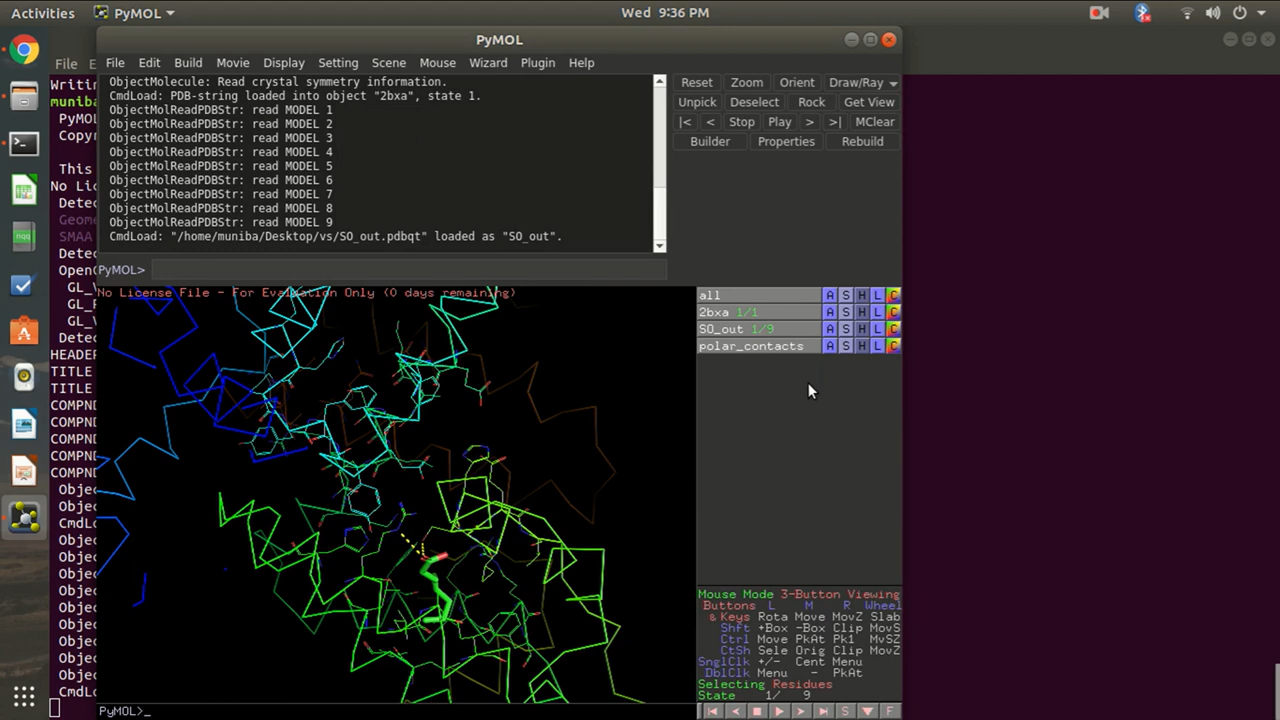 Activities PyMOL Wed 9:36 PM
PyMOL
File Edit Build Movie Display Setting Scene Mouse Wizard Plugin Help
ObjectMolecule: Read crystal symmetry information.
CmdLoad: PDB-string loaded into object "2bxa", state 1.
ObjectMolReadPDBStr: read MODEL 1
ObjectMolReadPDBStr: read MODEL 2
ObjectMolReadPDBStr: read MODEL 3
ObjectMolReadPDBStr: read MODEL 4
ObjectMolReadPDBStr: read MODEL 5
ObjectMolReadPDBStr: read MODEL 6
ObjectMolReadPDBStr: read MODEL 7
ObjectMolReadPDBStr: read MODEL 8
ObjectMolReadPDBStr: read MODEL 9
CmdLoad: "/home/muniba/Desktop/vs/SO_out.pdbqt" loaded as "SO_out".
PyMOL>
Reset Zoom Orient Draw/Ray
Unpick Deselect Rock Get View
|< < Stop Play > >| MClear
Builder Properties Rebuild
No License File - For Evaluation Only (0 days remaining)
all A S H L C
2bxa 1/1 A S H L C
SO_out 1/9 A S H L C
polar_contacts A S H L C
Mouse Mode 3-Button Viewing
Buttons L M R Wheel
& Keys Rota Move MovZ Slab
Shft +Box -Box Clip MovS
Ctrl Move PkAt Pk1 MvSZ
CtSh Sele Orig Clip MovZ
SnglClk +/- Cent Menu
DblClk Menu - PkAt
Selecting Residues
State 1/ 9
S F
PyMOL>_
File E
Writin
muniba
PyMO
Copyr
This
No Lic
Detec
Geome
SMAA
Detec
OpenG
GL_V
GL_R
GL_V
Detec
HEADER
TITLE
TITLE
COMPND
COMPND
COMPND
COMPND
COMPND
Objec
Objec
CmdLo
Objec
Objec
Objec
Objec
Objec
Objec
Objec
Objec
Objec
CmdLo